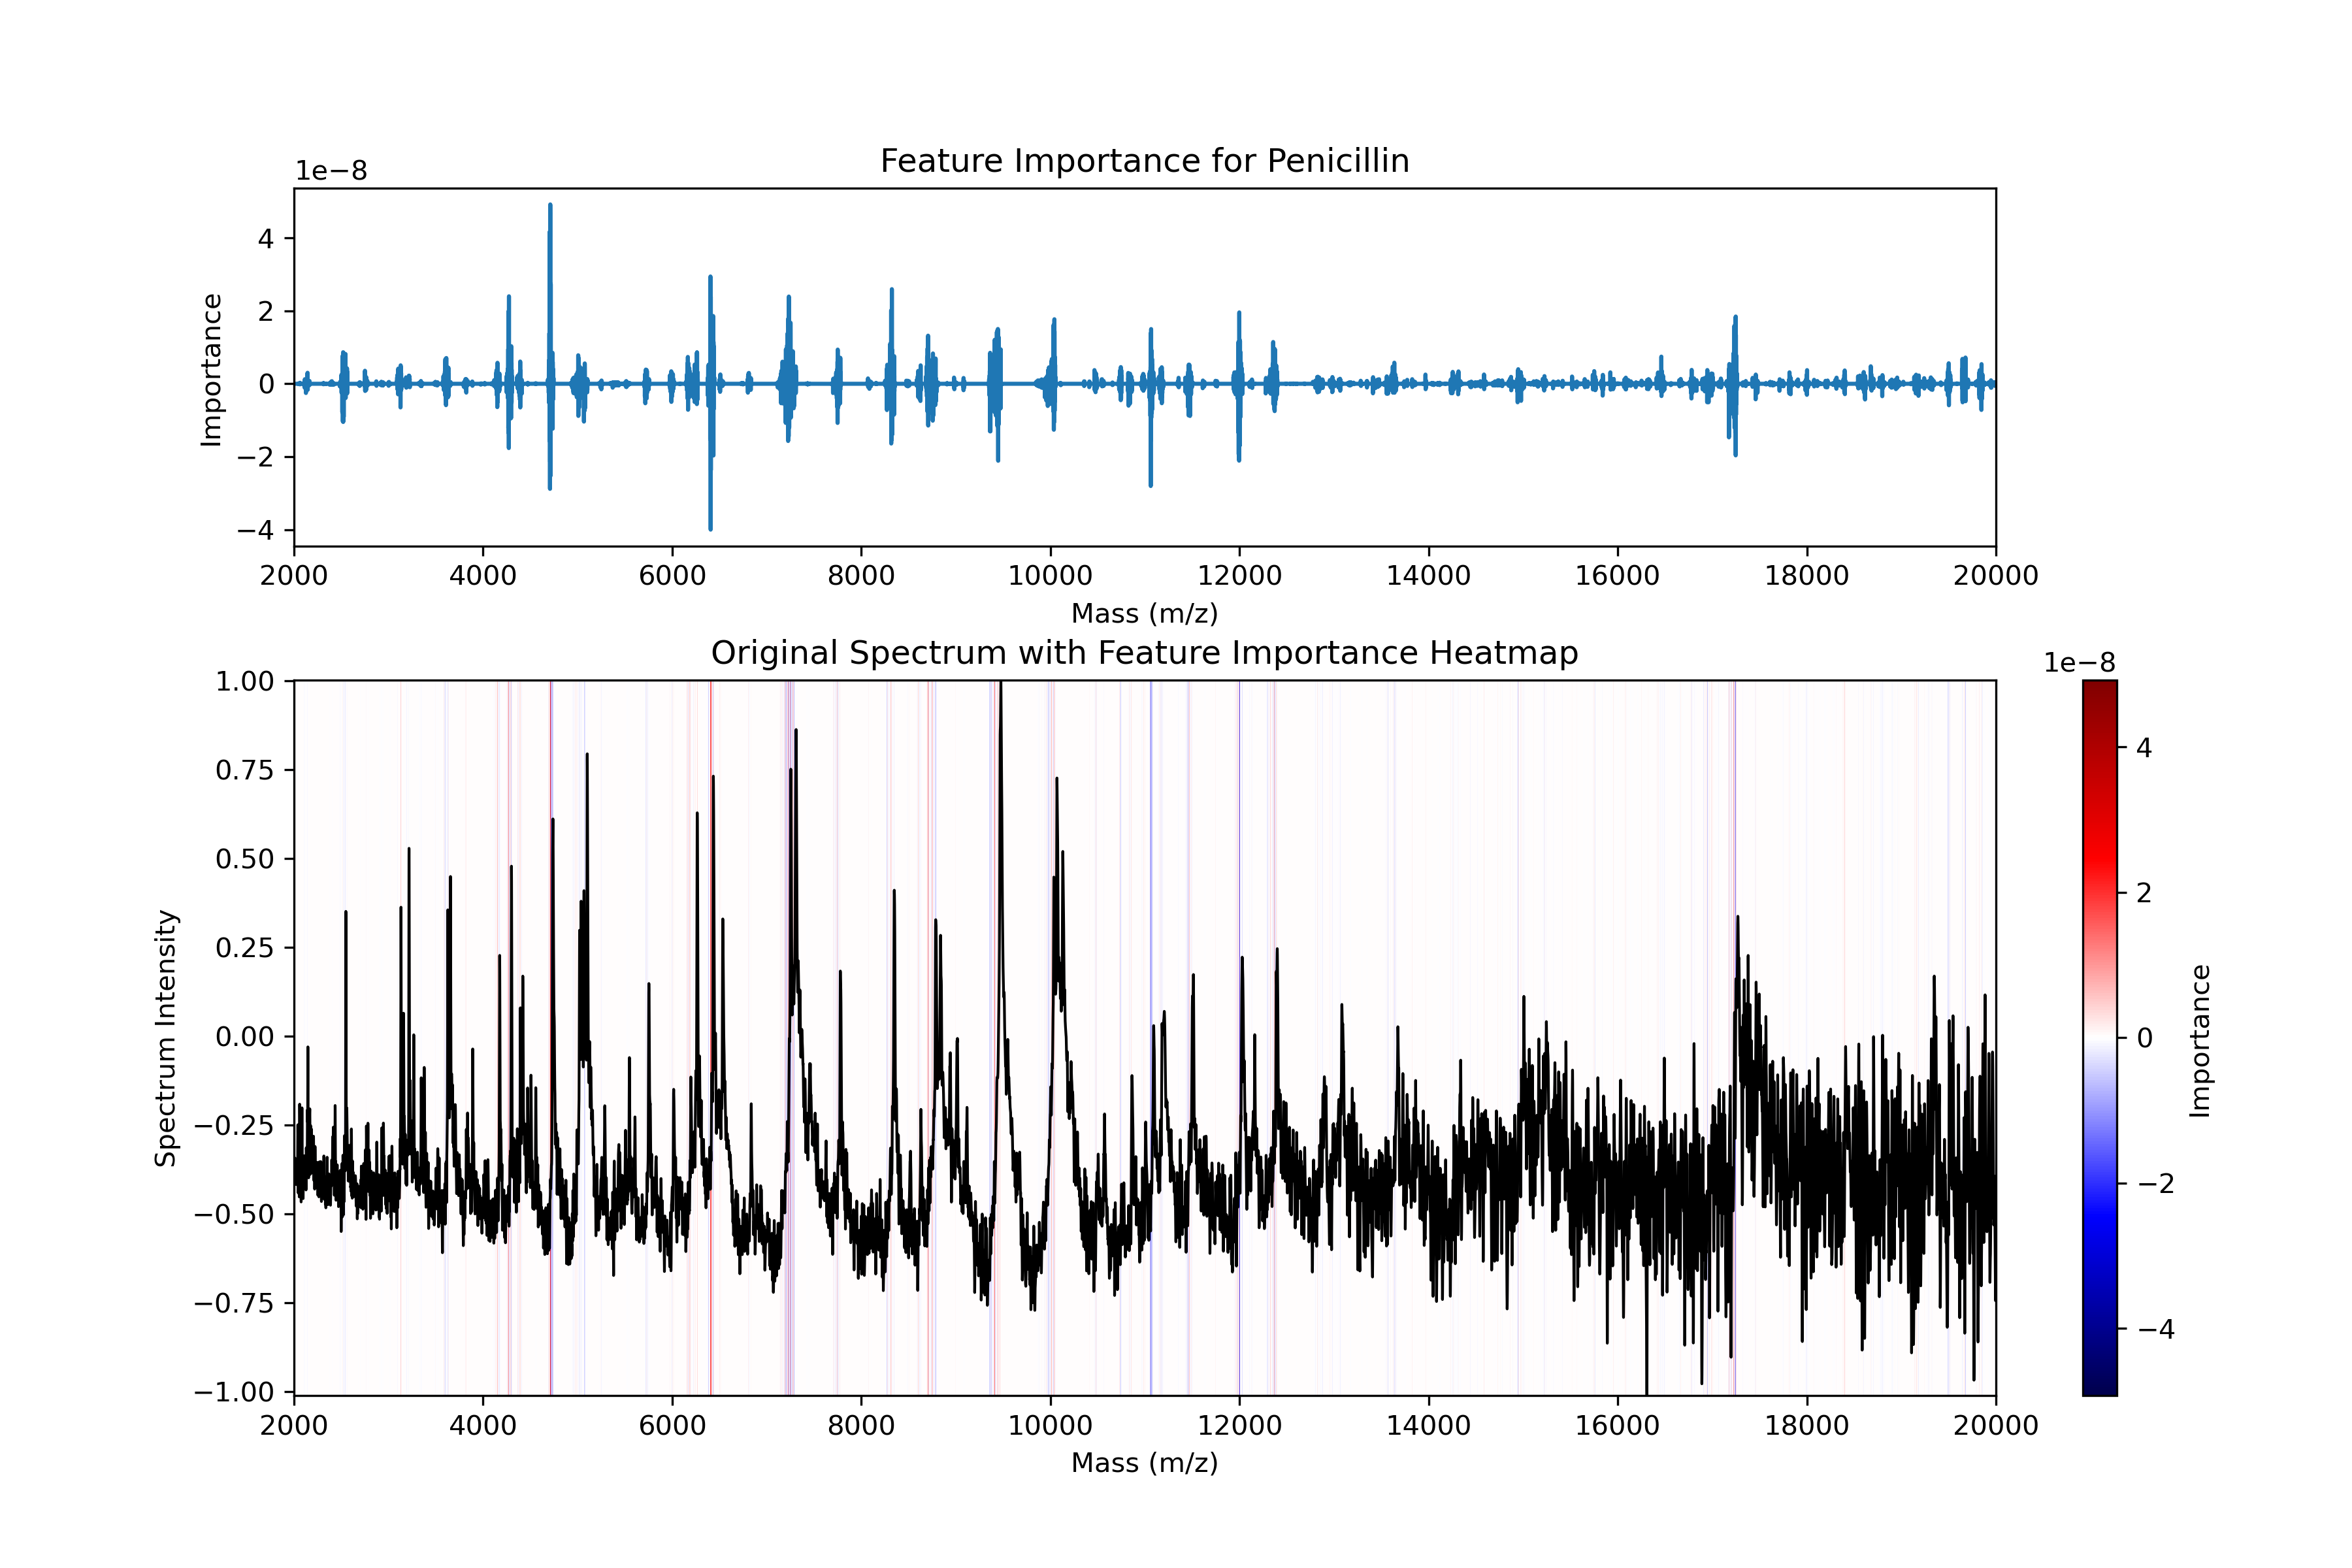 Feature Importance for Penicillin
1e−8
4
2
0
−2
−4
Importance
2000 4000 6000 8000 10000 12000 14000 16000 18000 20000
Mass (m/z)
Original Spectrum with Feature Importance Heatmap
1.00
0.75
0.50
0.25
0.00
−0.25
−0.50
−0.75
−1.00
Spectrum Intensity
2000 4000 6000 8000 10000 12000 14000 16000 18000 20000
Mass (m/z)
1e−8
4
2
0
−2
−4
Importance